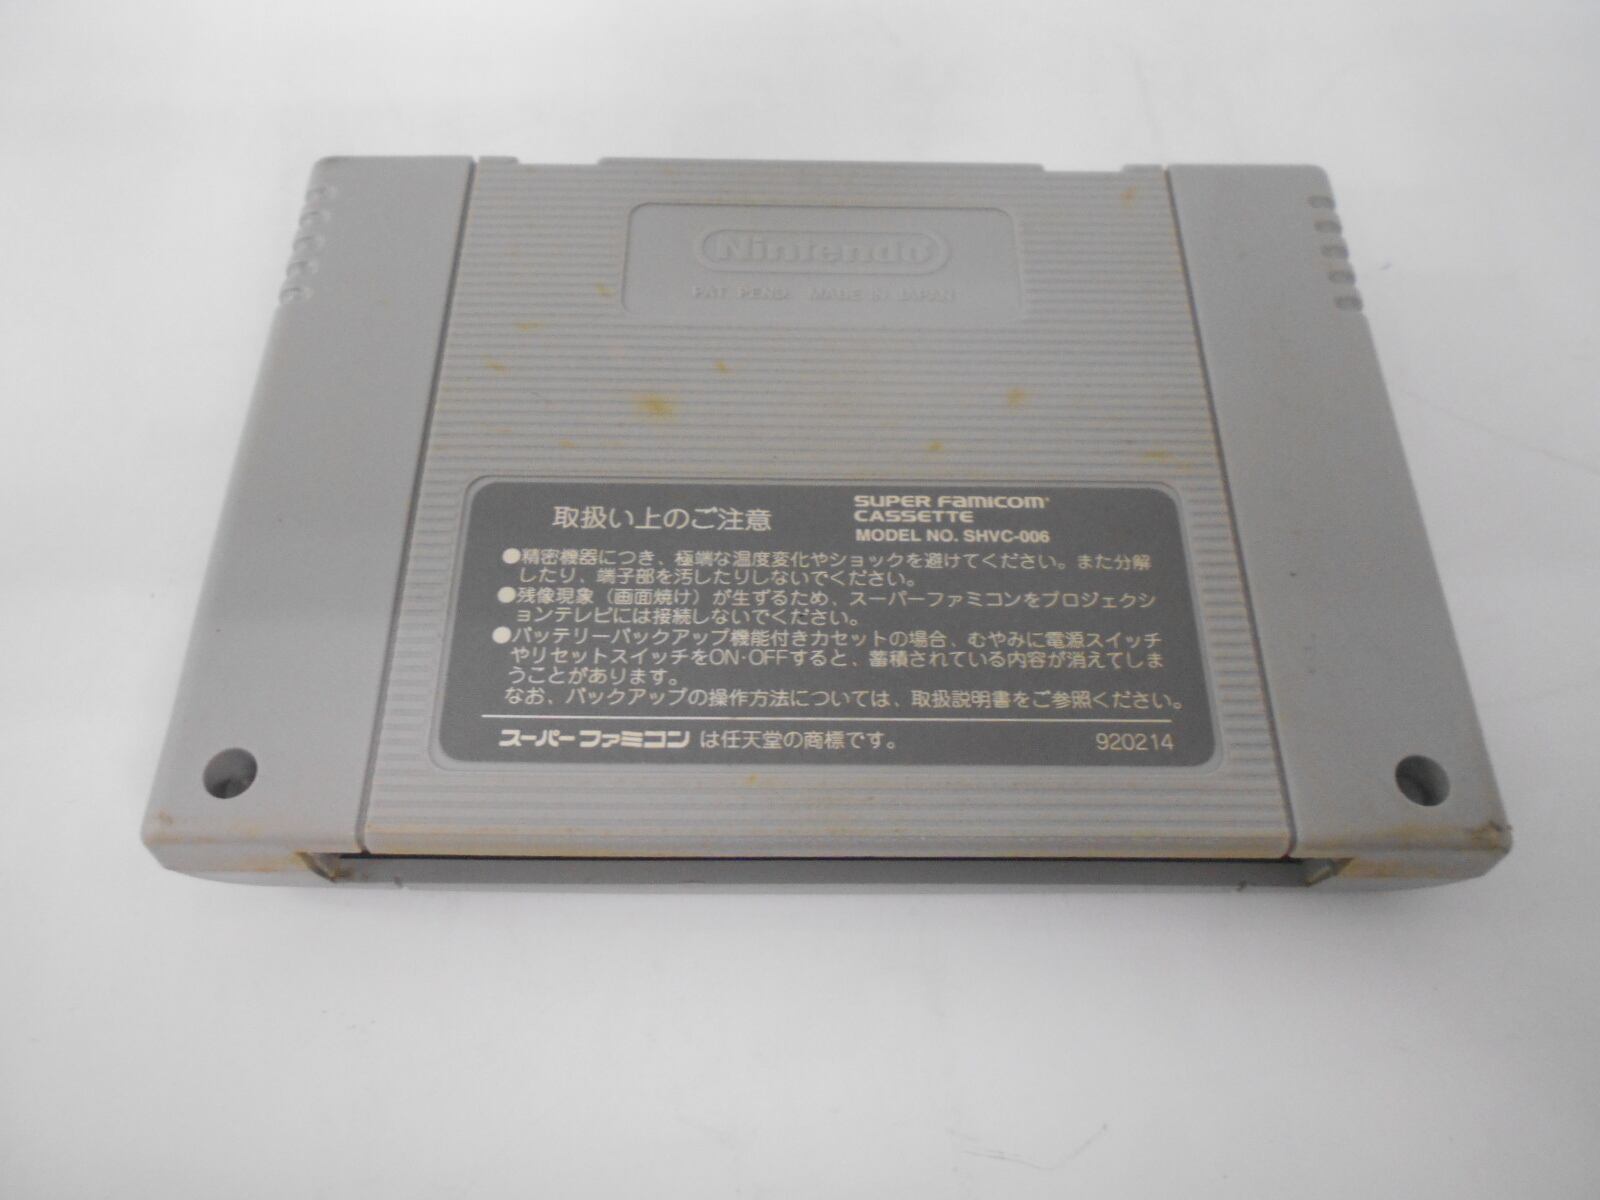 Nintendo
PAT. PEND. MADE IN JAPAN
取扱い上のご注意
SUPER FAMICOM
CASSETTE
MODEL NO. SHVC-006
●精密機器につき、極端な温度変化やショックを避けてください。また分解
したり、端子部を汚したりしないでください。
●残像現象（画面焼け）が生ずるため、スーパーファミコンをプロジェクシ
ョンテレビには接続しないでください。
●バッテリーバックアップ機能付きカセットの場合、むやみに電源スイッチ
やリセットスイッチをON・OFFすると、蓄積されている内容が消えてしま
うことがあります。
なお、バックアップの操作方法については、取扱説明書をご参照ください。
スーパーファミコン は任天堂の商標です。
920214